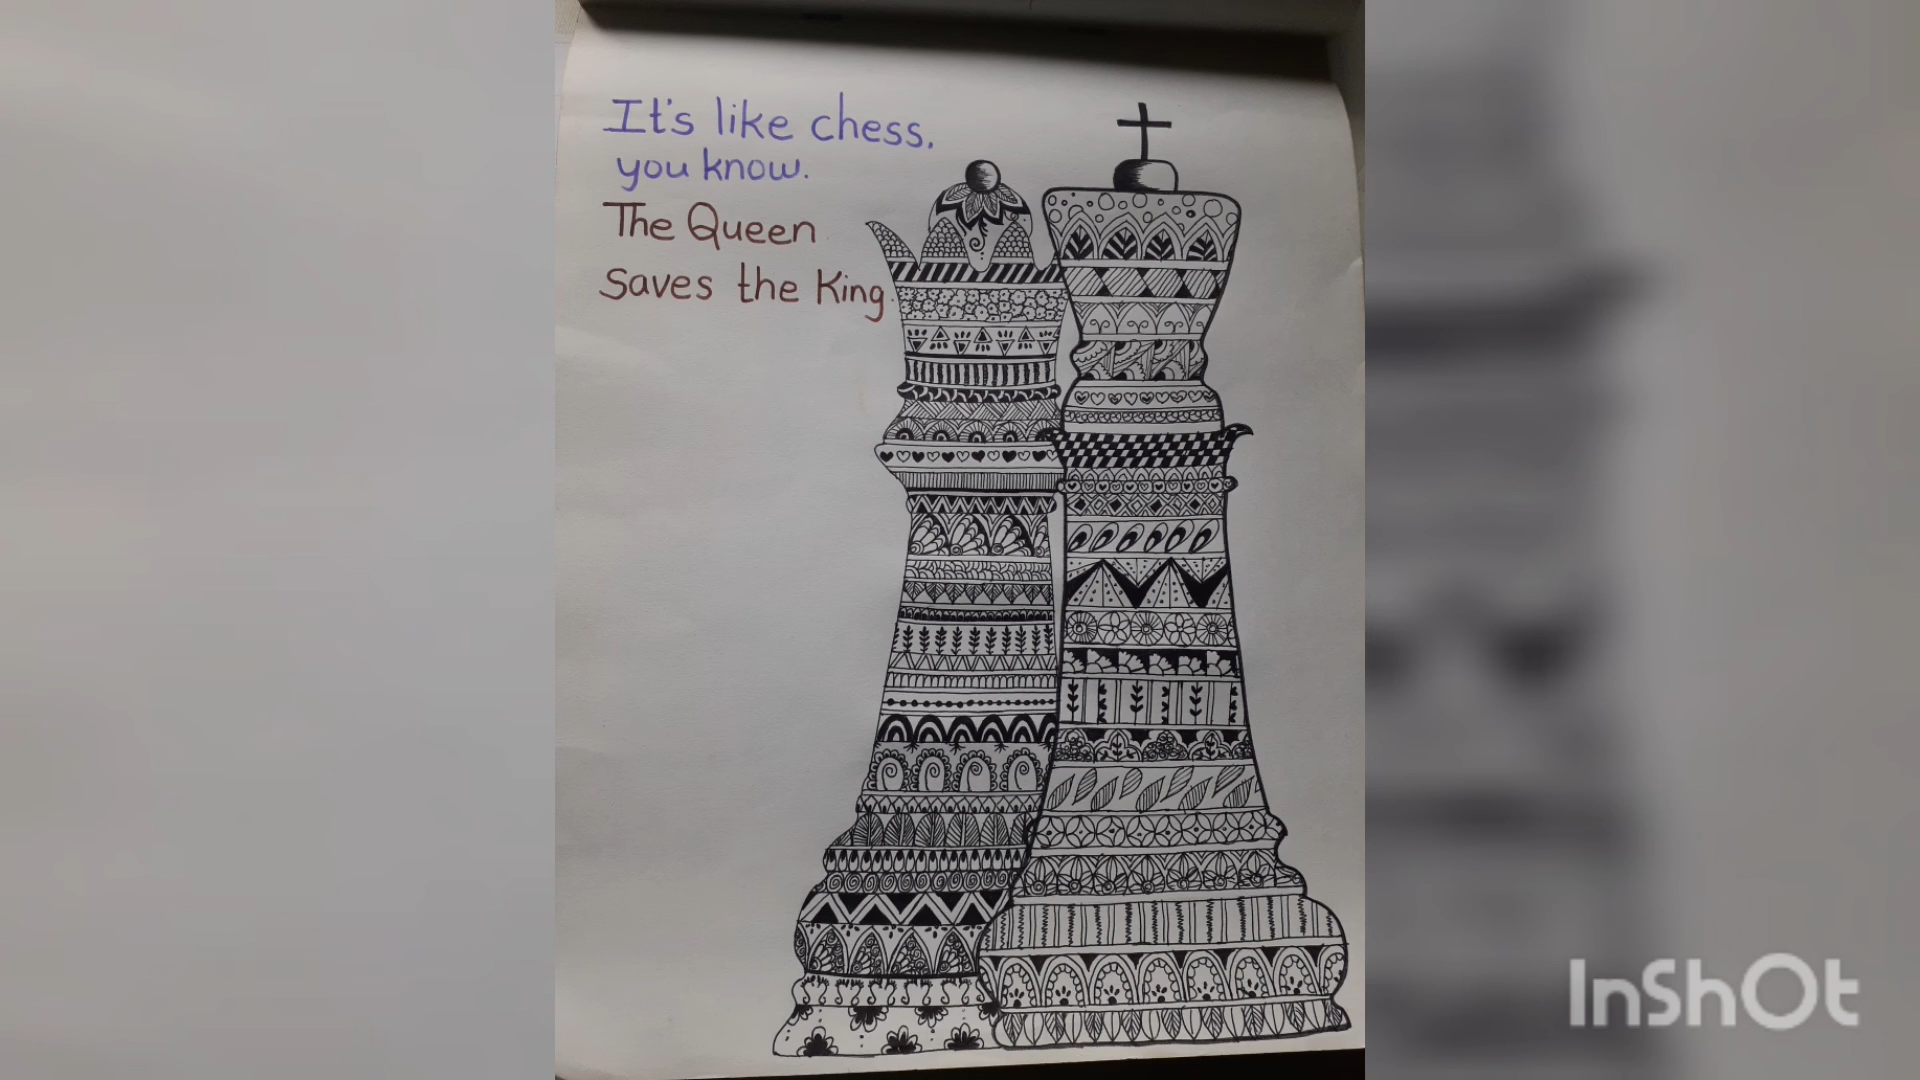 It's like chess.
you know.
The Queen
saves the King.
InShOt